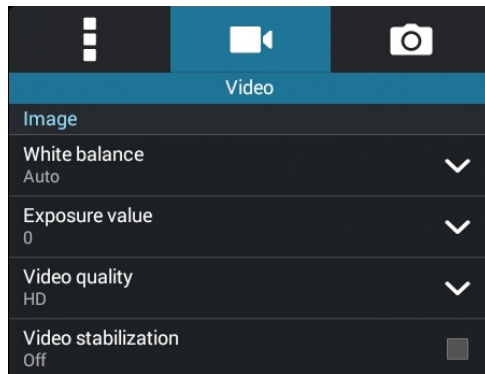 Video
Image
White balance
Auto
Exposure value
0
Video quality
HD
Video stabilization
Off